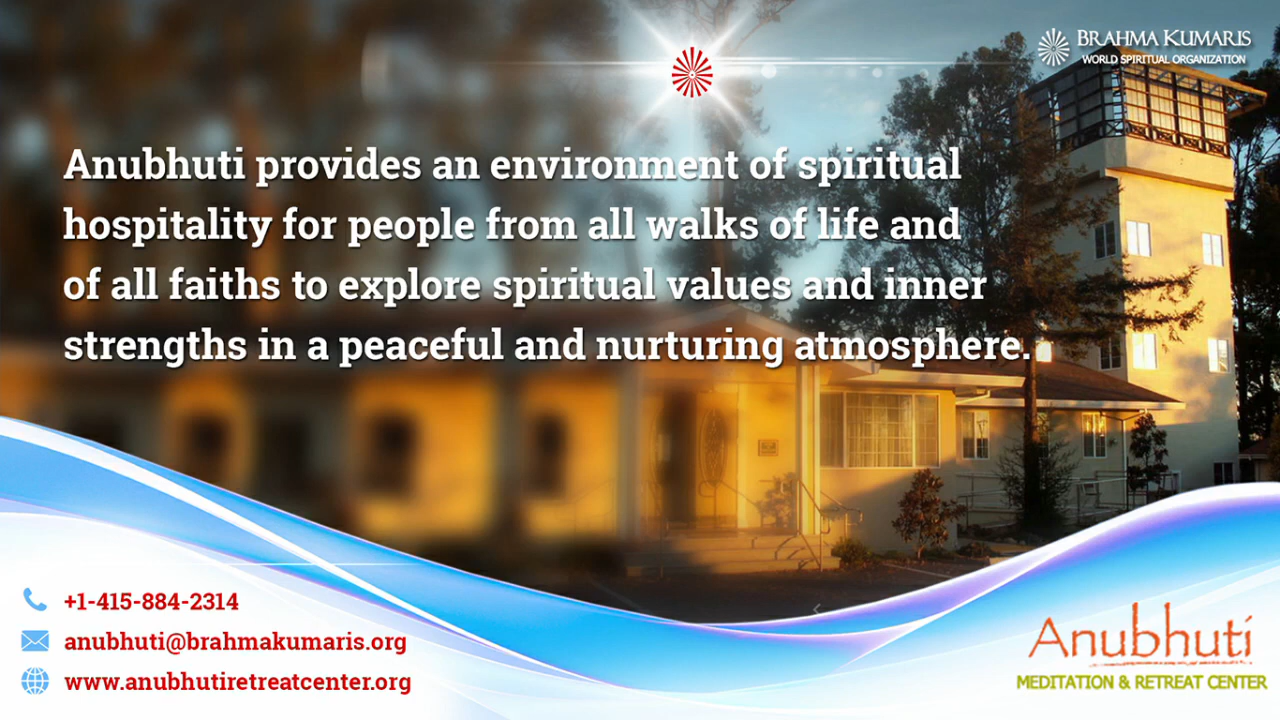 BRAHMA KUMARIS
WORLD SPIRITUAL ORGANIZATION
Anubhuti provides an environment of spiritual
hospitality for people from all walks of life and
of all faiths to explore spiritual values and inner
strengths in a peaceful and nurturing atmosphere.
+1-415-884-2314
anubhuti@brahmakumaris.org
www.anubhutiretreatcenter.org
Anubhuti
MEDITATION & RETREAT CENTER